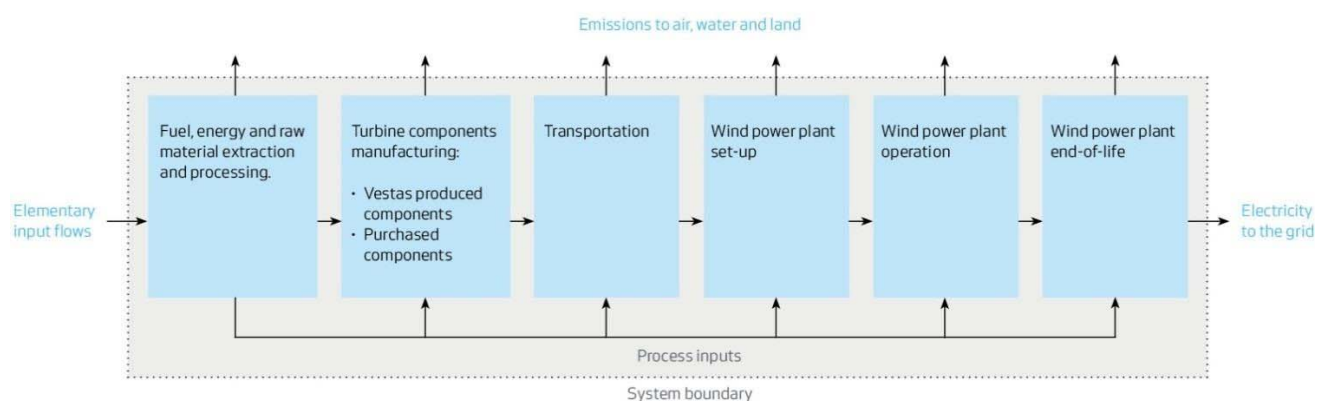 Emissions to air, water and land
Fuel, energy and raw
material extraction
and processing.
Turbine components
manufacturing:
• Vestas produced
components
• Purchased
components
Transportation
Wind power plant
set-up
Wind power plant
operation
Wind power plant
end-of-life
Elementary
input flows
Electricity
to the grid
Process inputs
System boundary